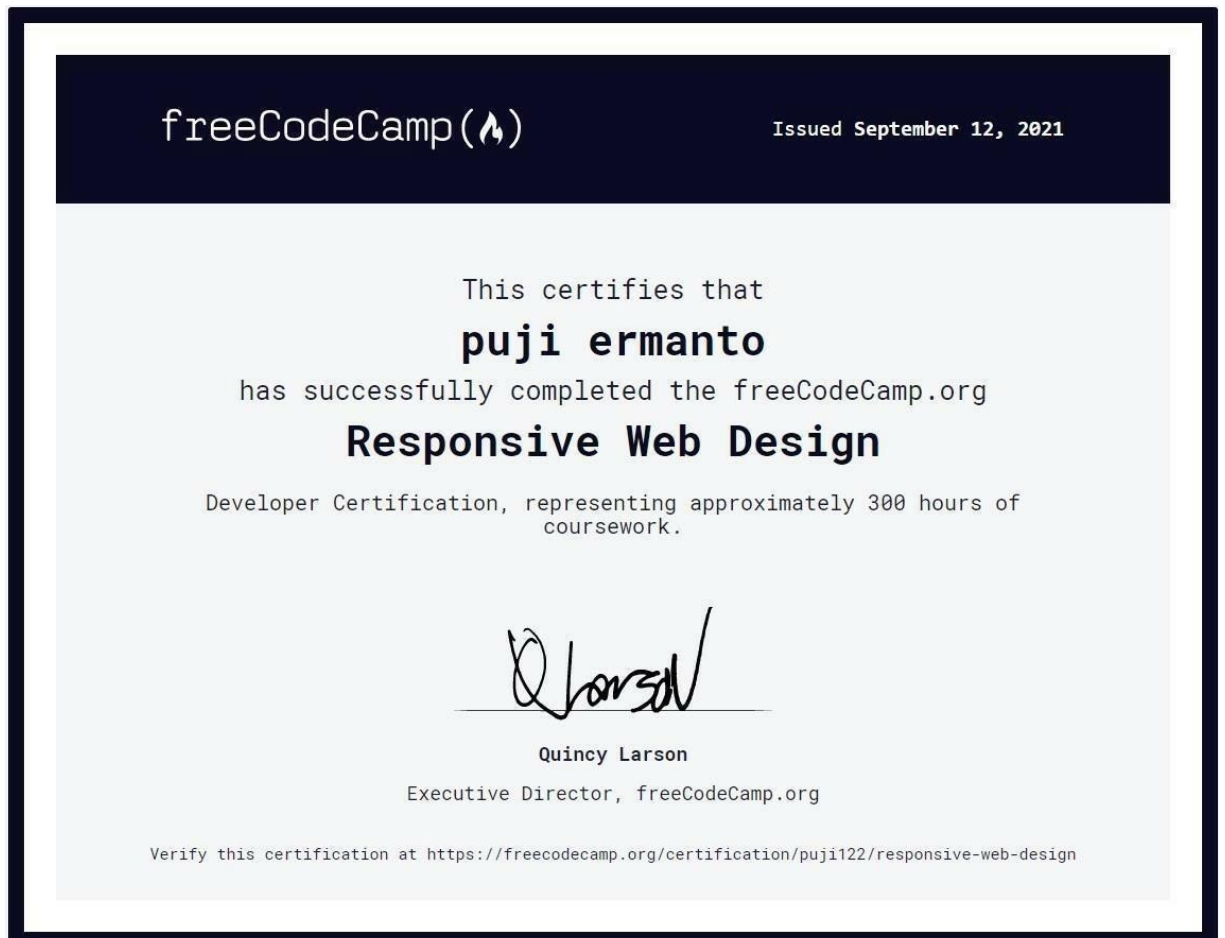 freeCodeCamp(🔥)
Issued September 12, 2021
This certifies that
puji ermanto
has successfully completed the freeCodeCamp.org
Responsive Web Design
Developer Certification, representing approximately 300 hours of
coursework.
Q Larson
Quincy Larson
Executive Director, freeCodeCamp.org
Verify this certification at https://freecodecamp.org/certification/puji122/responsive-web-design